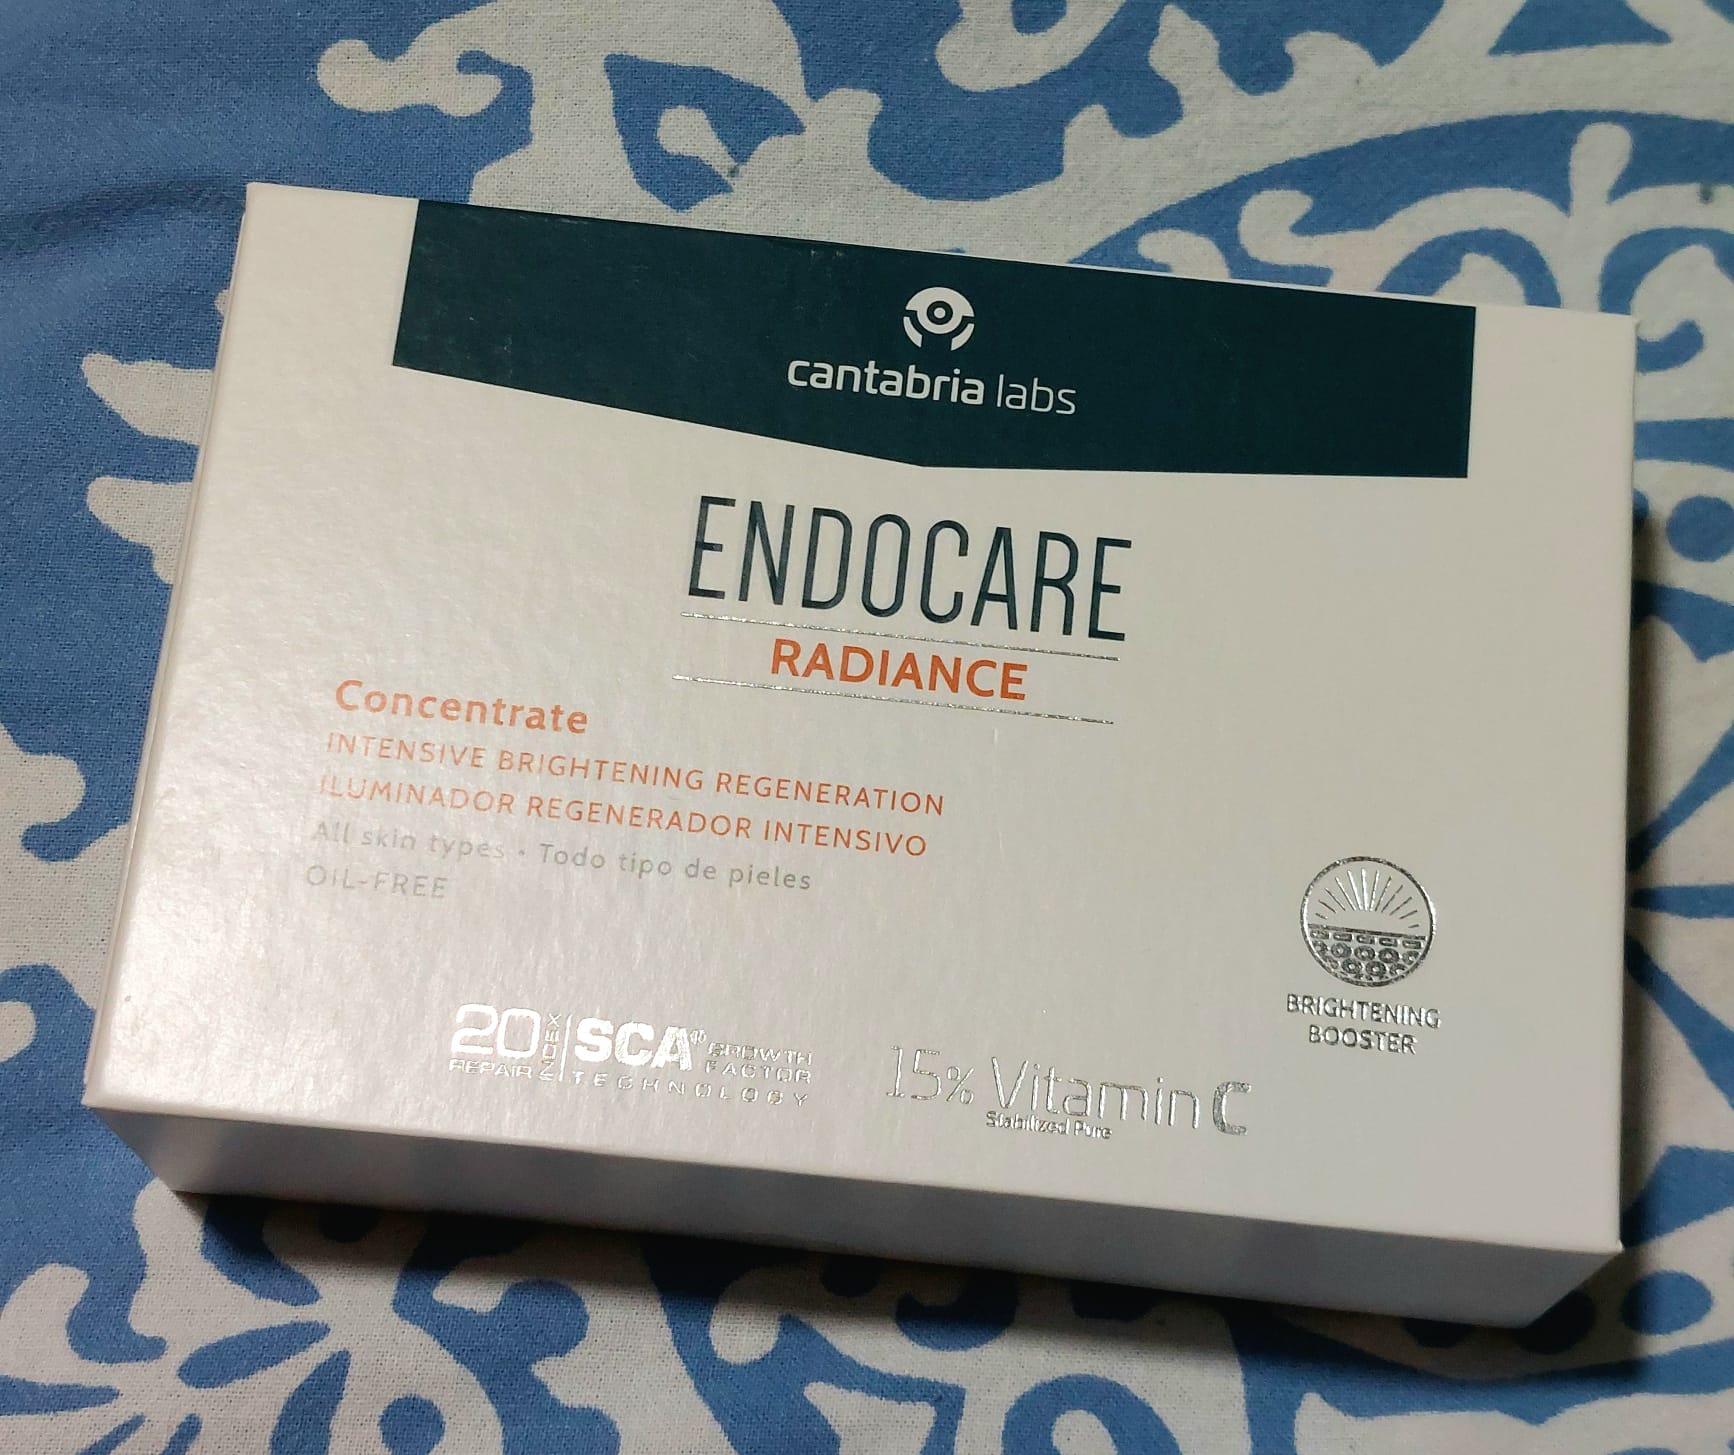 cantabria labs
ENDOCARE
RADIANCE
Concentrate
INTENSIVE BRIGHTENING REGENERATION
ILUMINADOR REGENERADOR INTENSIVO
All skin types • Todo tipo de pieles
OIL-FREE
20 REPAIR INDEX SCA® GROWTH FACTOR
TECHNOLOGY
15% Vitamin C
Stabilized Pure
BRIGHTENING
BOOSTER